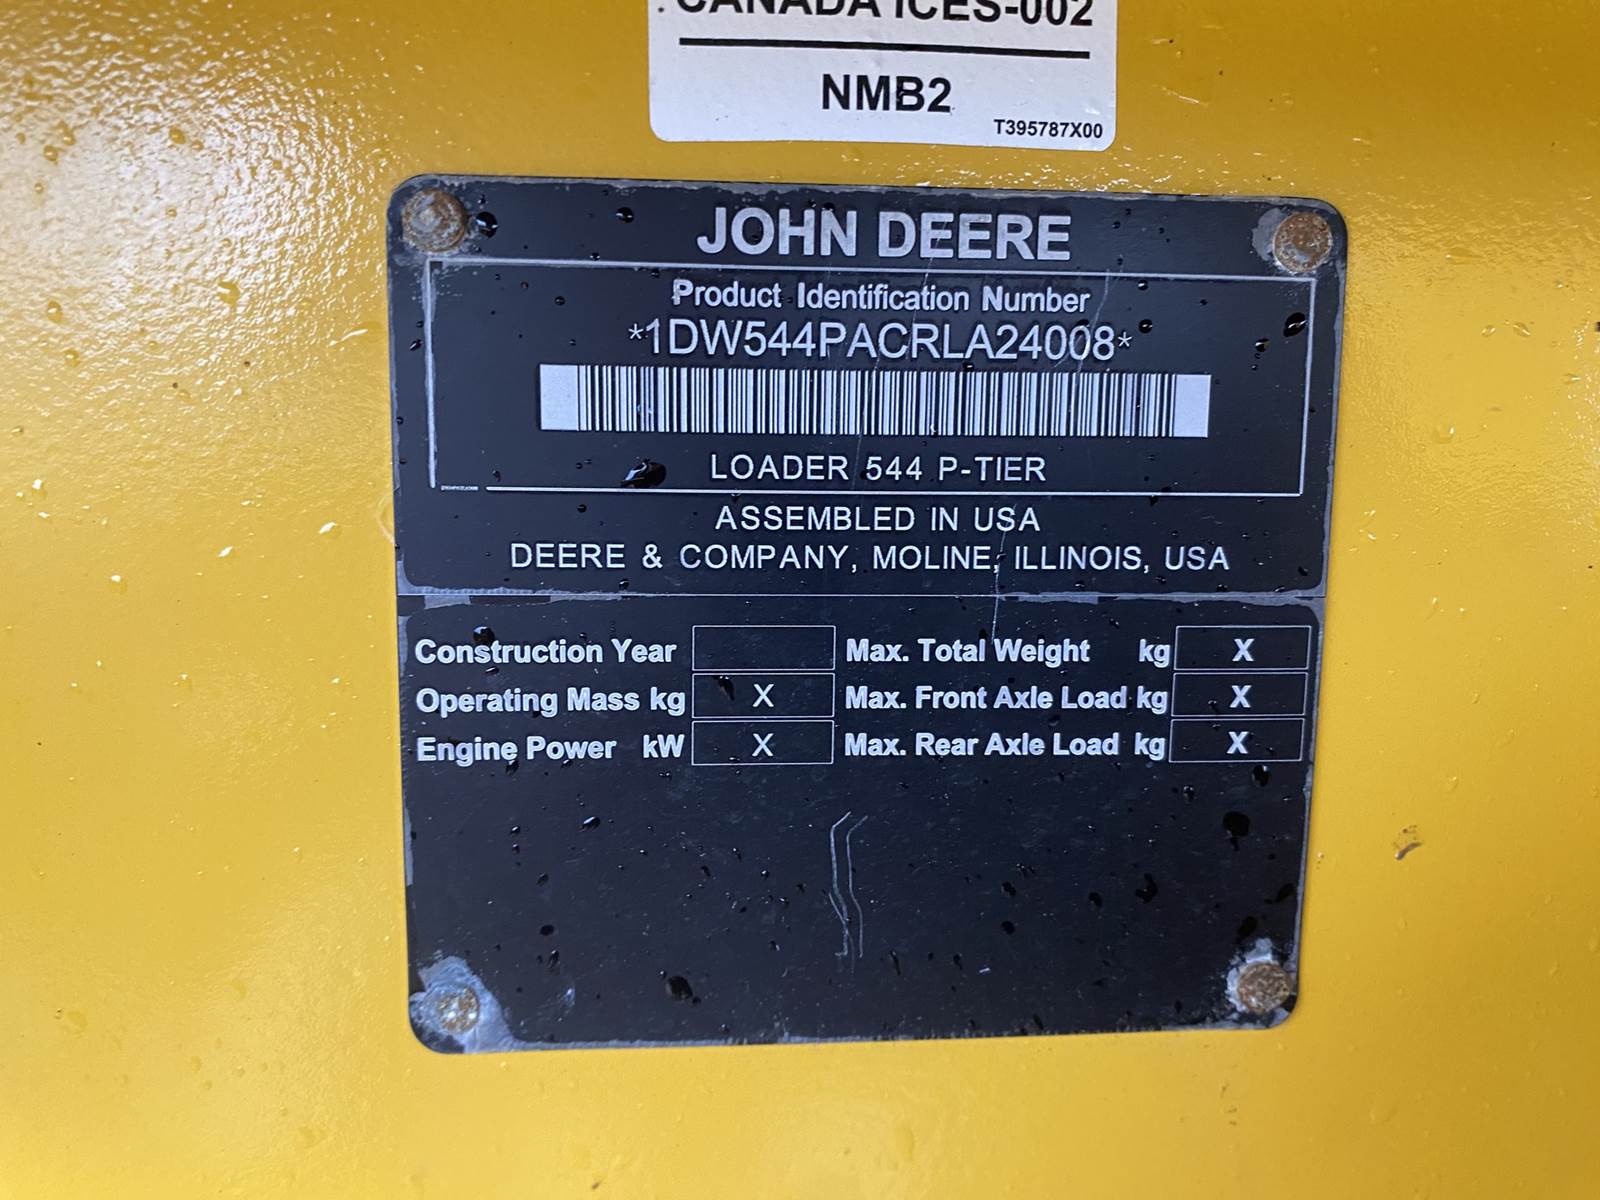 CANADA ICES-002
NMB2
T395787X00
JOHN DEERE
Product Identification Number
*1DW544PACRLA24008*
LOADER 544 P-TIER
ASSEMBLED IN USA
DEERE & COMPANY, MOLINE, ILLINOIS, USA
Construction Year Max. Total Weight kg X
Operating Mass kg X Max. Front Axle Load kg X
Engine Power kW X Max. Rear Axle Load kg X